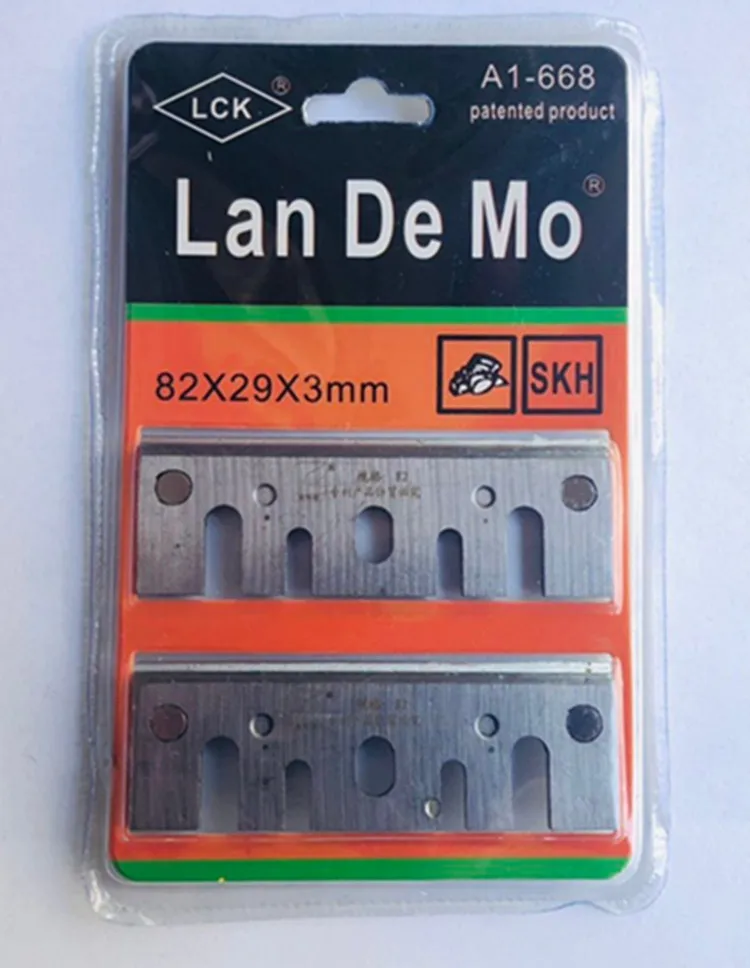 LCK ®
A1-668
patented product
Lan De Mo ®
82X29X3mm
SKH